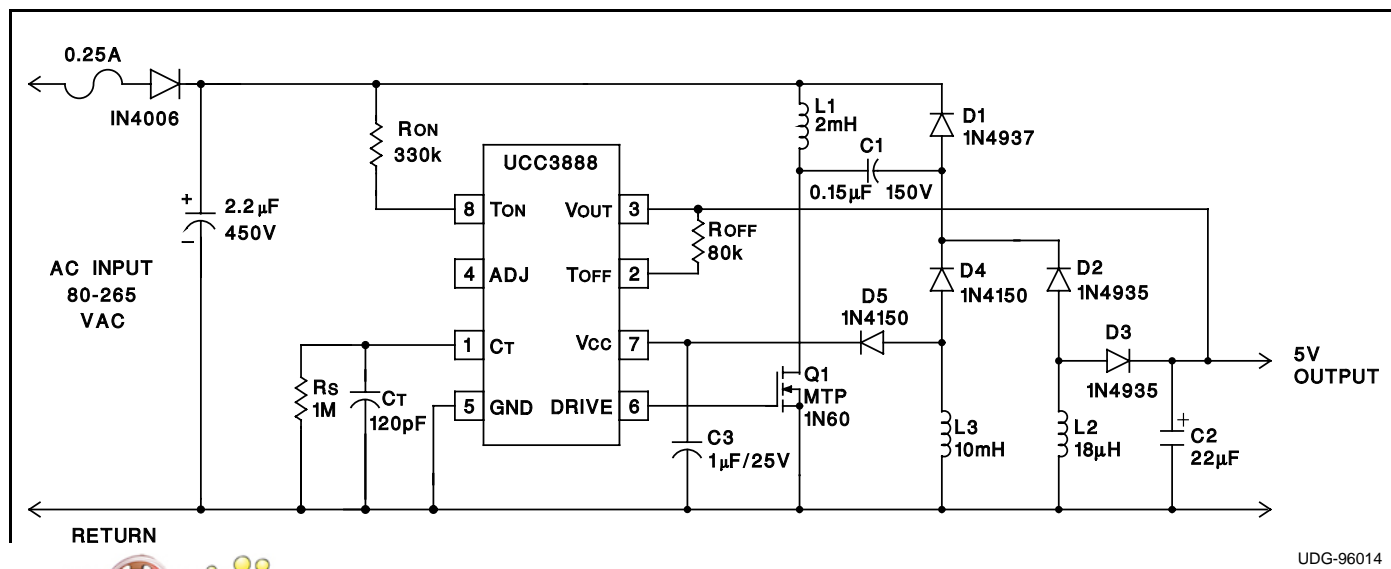 0.25A
IN4006
2.2µF
450V
+
–
AC INPUT
80-265
VAC
RON
330k
UCC3888
8 TON
4 ADJ
1 CT
5 GND
VOUT 3
TOFF 2
VCC 7
DRIVE 6
RS
1M
CT
120pF
ROFF
80k
L1
2mH
C1
0.15µF 150V
D1
1N4937
D4
1N4150
D2
1N4935
D5
1N4150
D3
1N4935
Q1
MTP
1N60
C3
1µF/25V
L3
10mH
L2
18µH
+
C2
22µF
5V
OUTPUT
RETURN
UDG-96014